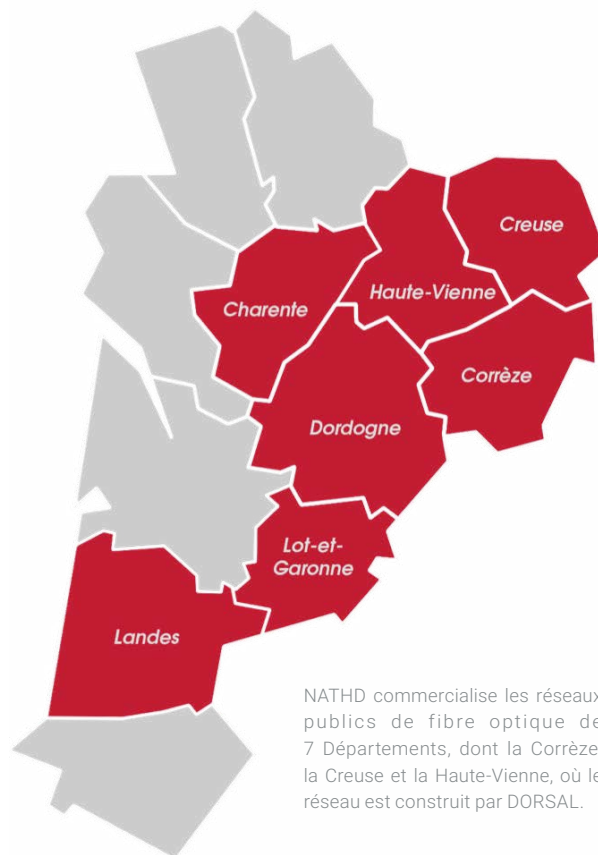 Creuse
Haute-Vienne
Charente
Corrèze
Dordogne
Lot-et-
Garonne
Landes
NATHD commercialise les réseaux
publics de fibre optique de
7 Départements, dont la Corrèze
la Creuse et la Haute-Vienne, où le
réseau est construit par DORSAL.